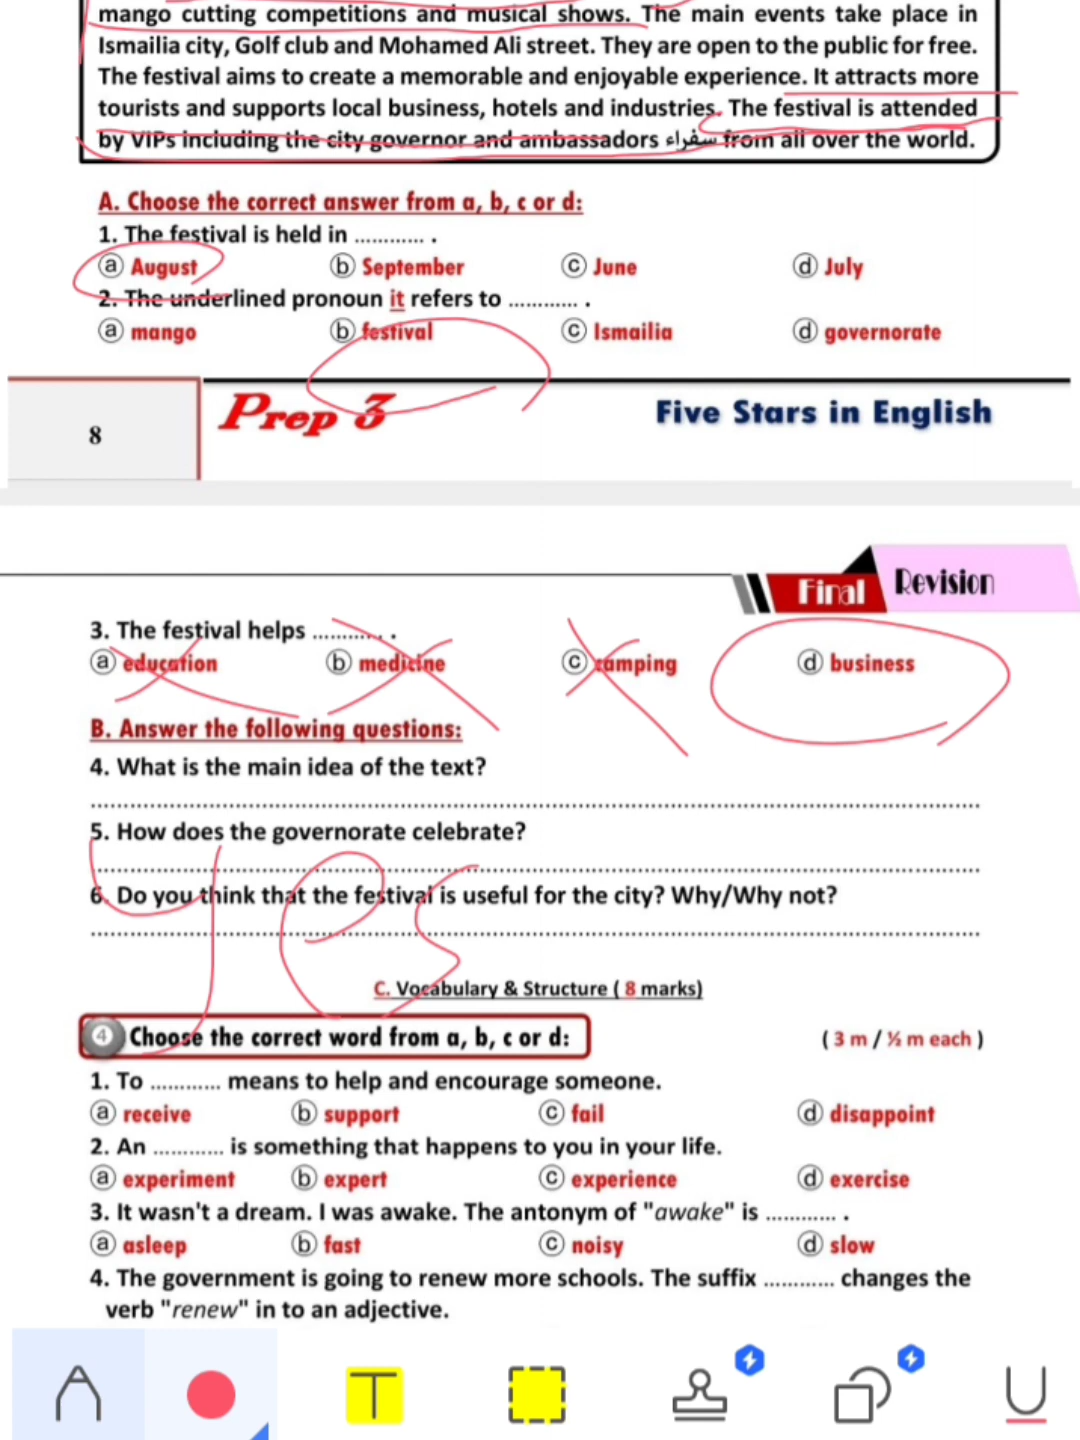 mango cutting competitions and musical shows. The main events take place in
Ismailia city, Golf club and Mohamed Ali street. They are open to the public for free.
The festival aims to create a memorable and enjoyable experience. It attracts more
tourists and supports local business, hotels and industries. The festival is attended
by VIPs including the city governor and ambassadors سفراء from all over the world.
A. Choose the correct answer from a, b, c or d:
1. The festival is held in ............ .
ⓐ August ⓑ September ⓒ June ⓓ July
2. The underlined pronoun it refers to ............ .
ⓐ mango ⓑ festival ⓒ Ismailia ⓓ governorate
8 Prep 3 Five Stars in English
Final Revision
3. The festival helps ............ .
ⓐ education ⓑ medicine ⓒ camping ⓓ business
B. Answer the following questions:
4. What is the main idea of the text?
5. How does the governorate celebrate?
6. Do you think that the festival is useful for the city? Why/Why not?
yes
C. Vocabulary & Structure ( 8 marks)
4 Choose the correct word from a, b, c or d: ( 3 m / ½ m each )
1. To ............ means to help and encourage someone.
ⓐ receive ⓑ support ⓒ fail ⓓ disappoint
2. An ............ is something that happens to you in your life.
ⓐ experiment ⓑ expert ⓒ experience ⓓ exercise
3. It wasn't a dream. I was awake. The antonym of "awake" is ............ .
ⓐ asleep ⓑ fast ⓒ noisy ⓓ slow
4. The government is going to renew more schools. The suffix ............ changes the
verb "renew" in to an adjective.
T U